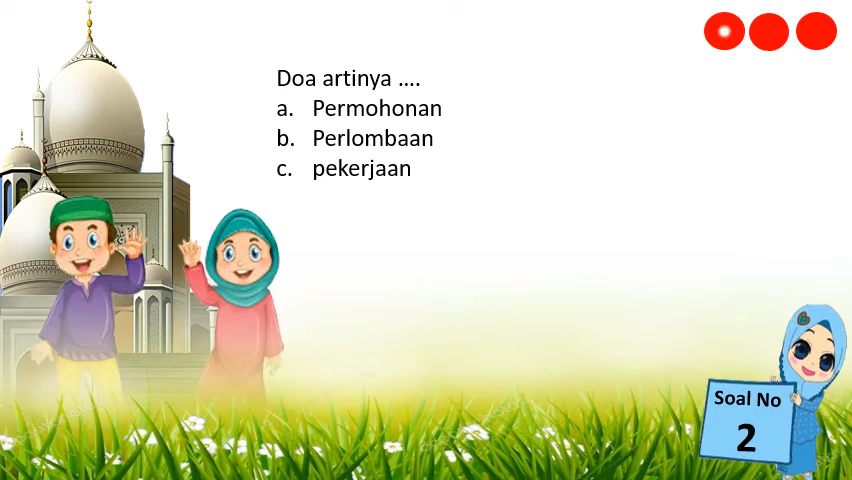 Doa artinya ....
a. Permohonan
b. Perlombaan
c. pekerjaan
Soal No
2